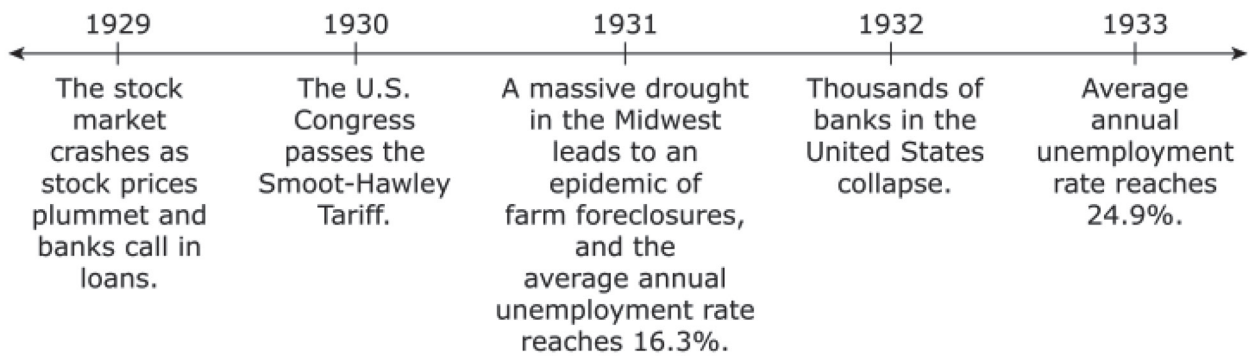 1929
The stock
market
crashes as
stock prices
plummet and
banks call in
loans.
1930
The U.S.
Congress
passes the
Smoot-Hawley
Tariff.
1931
A massive drought
in the Midwest
leads to an
epidemic of
farm foreclosures,
and the
average annual
unemployment rate
reaches 16.3%.
1932
Thousands of
banks in the
United States
collapse.
1933
Average
annual
unemployment
rate reaches
24.9%.